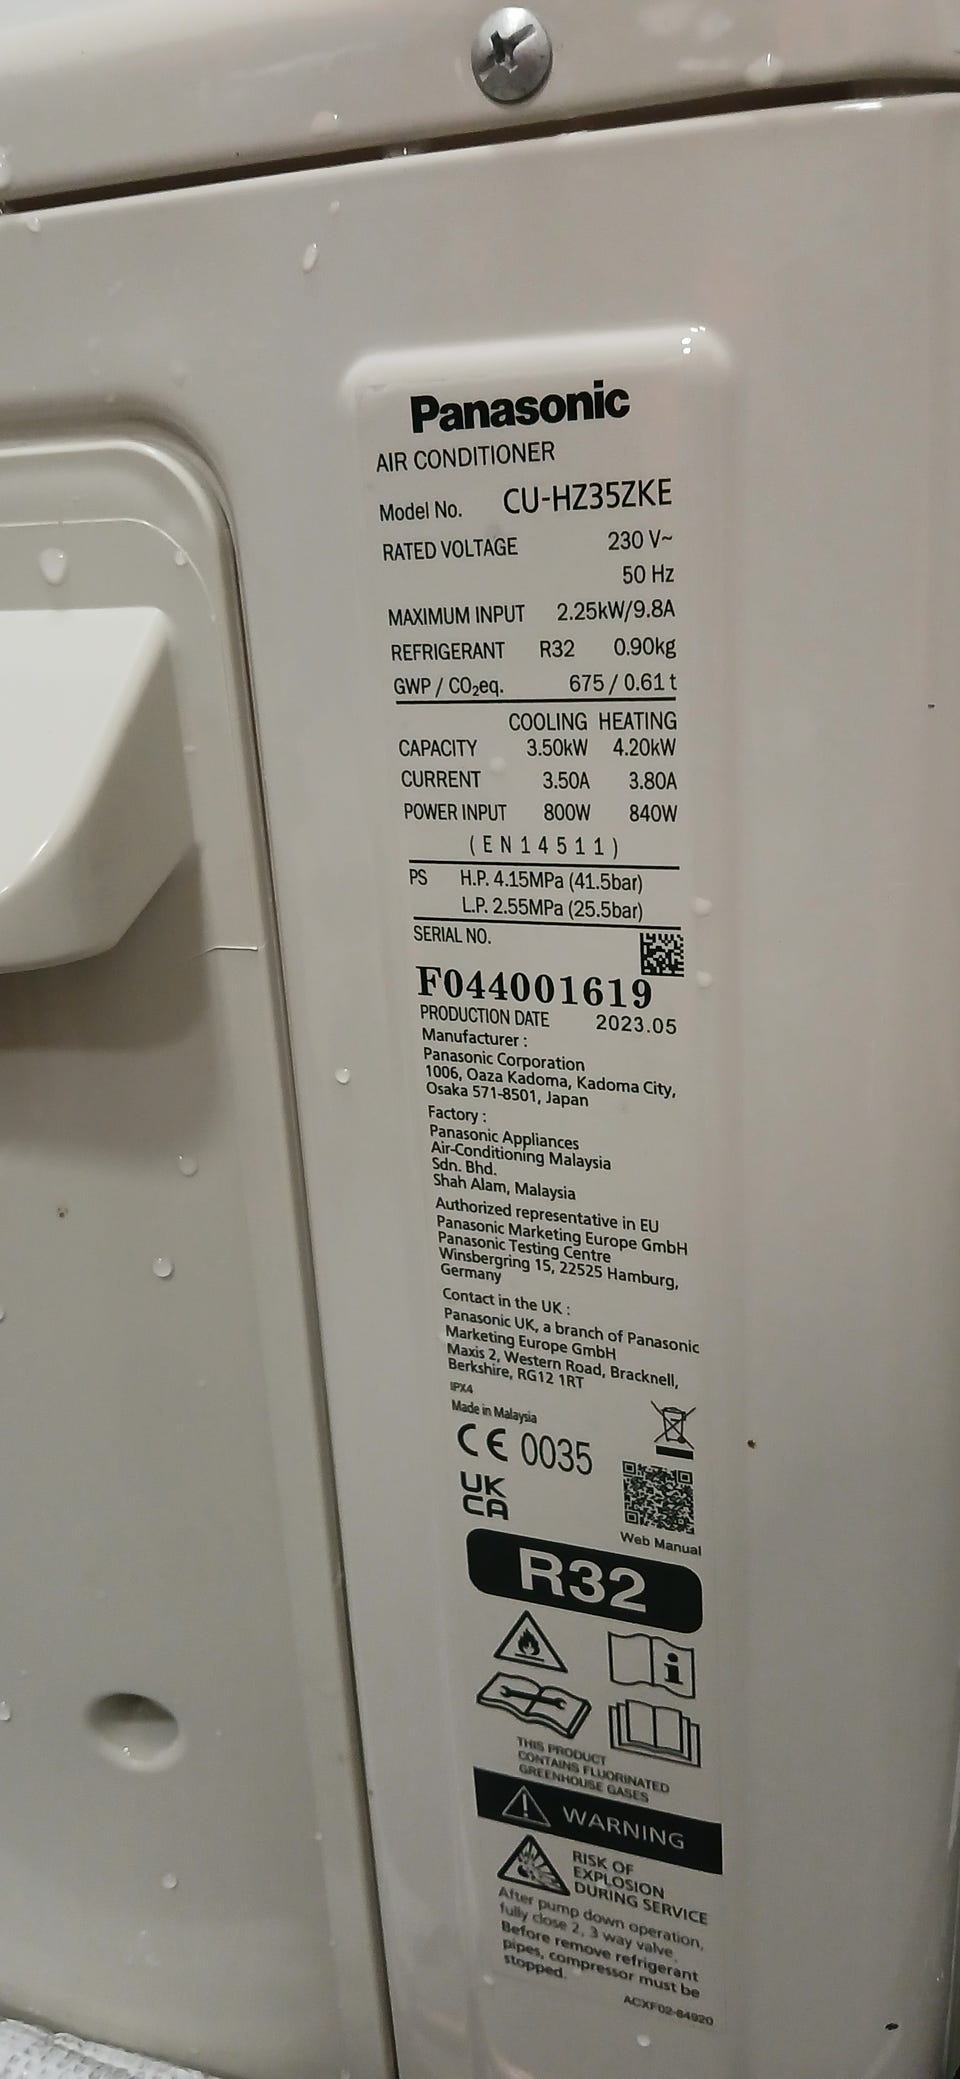 Panasonic
AIR CONDITIONER
Model No. CU-HZ35ZKE
RATED VOLTAGE 230 V~
50 Hz
MAXIMUM INPUT 2.25kW/9.8A
REFRIGERANT R32 0.90kg
GWP / CO₂eq. 675 / 0.61 t
COOLING HEATING
CAPACITY 3.50kW 4.20kW
CURRENT 3.50A 3.80A
POWER INPUT 800W 840W
(EN14511)
PS H.P. 4.15MPa (41.5bar)
L.P. 2.55MPa (25.5bar)
SERIAL NO.
F044001619
PRODUCTION DATE 2023.05
Manufacturer :
Panasonic Corporation
1006, Oaza Kadoma, Kadoma City,
Osaka 571-8501, Japan
Factory :
Panasonic Appliances
Air-Conditioning Malaysia
Sdn. Bhd.
Shah Alam, Malaysia
Authorized representative in EU
Panasonic Marketing Europe GmbH
Panasonic Testing Centre
Winsbergring 15, 22525 Hamburg,
Germany
Contact in the UK :
Panasonic UK, a branch of Panasonic
Marketing Europe GmbH
Maxis 2, Western Road, Bracknell,
Berkshire, RG12 1RT
IPX4
Made in Malaysia
CE 0035
UK
CA
Web Manual
R32
THIS PRODUCT
CONTAINS FLUORINATED
GREENHOUSE GASES
WARNING
RISK OF
EXPLOSION
DURING SERVICE
After pump down operation,
fully close 2, 3 way valve.
Before remove refrigerant
pipes, compressor must be
stopped.
ACXF02-84920